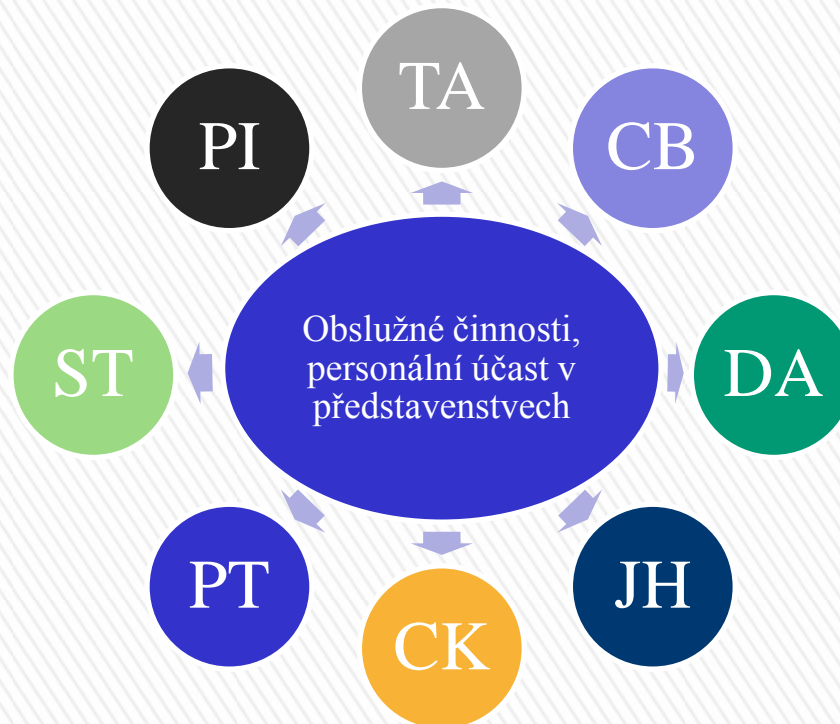 TA
PI
CB
Obslužné činnosti,
personální účast v
představenstvech
ST
DA
PT
JH
CK